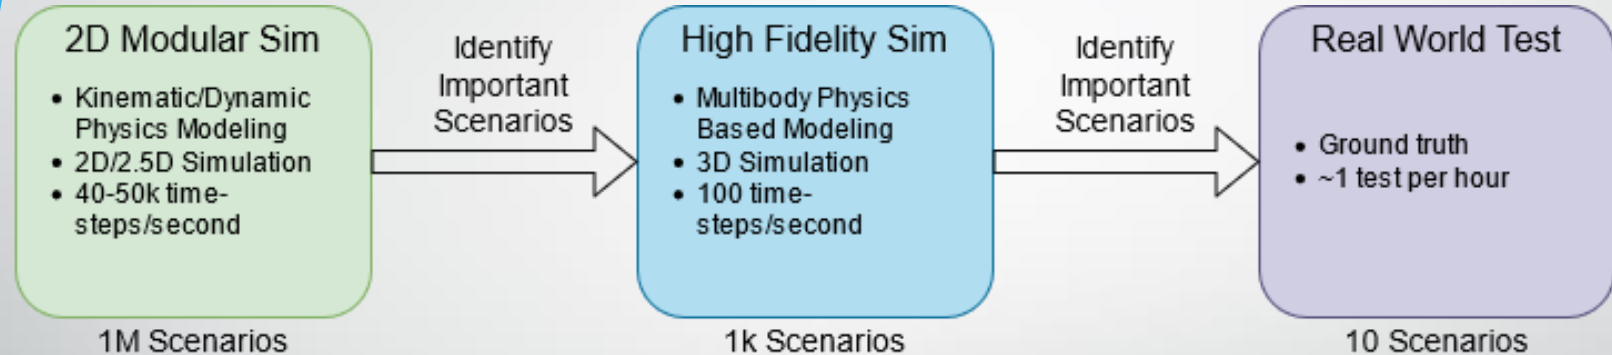 2D Modular Sim
• Kinematic/Dynamic
Physics Modeling
• 2D/2.5D Simulation
• 40-50k time-
steps/second
1M Scenarios
Identify
Important
Scenarios
High Fidelity Sim
• Multibody Physics
Based Modeling
• 3D Simulation
• 100 time-
steps/second
1k Scenarios
Identify
Important
Scenarios
Real World Test
• Ground truth
• ~1 test per hour
10 Scenarios